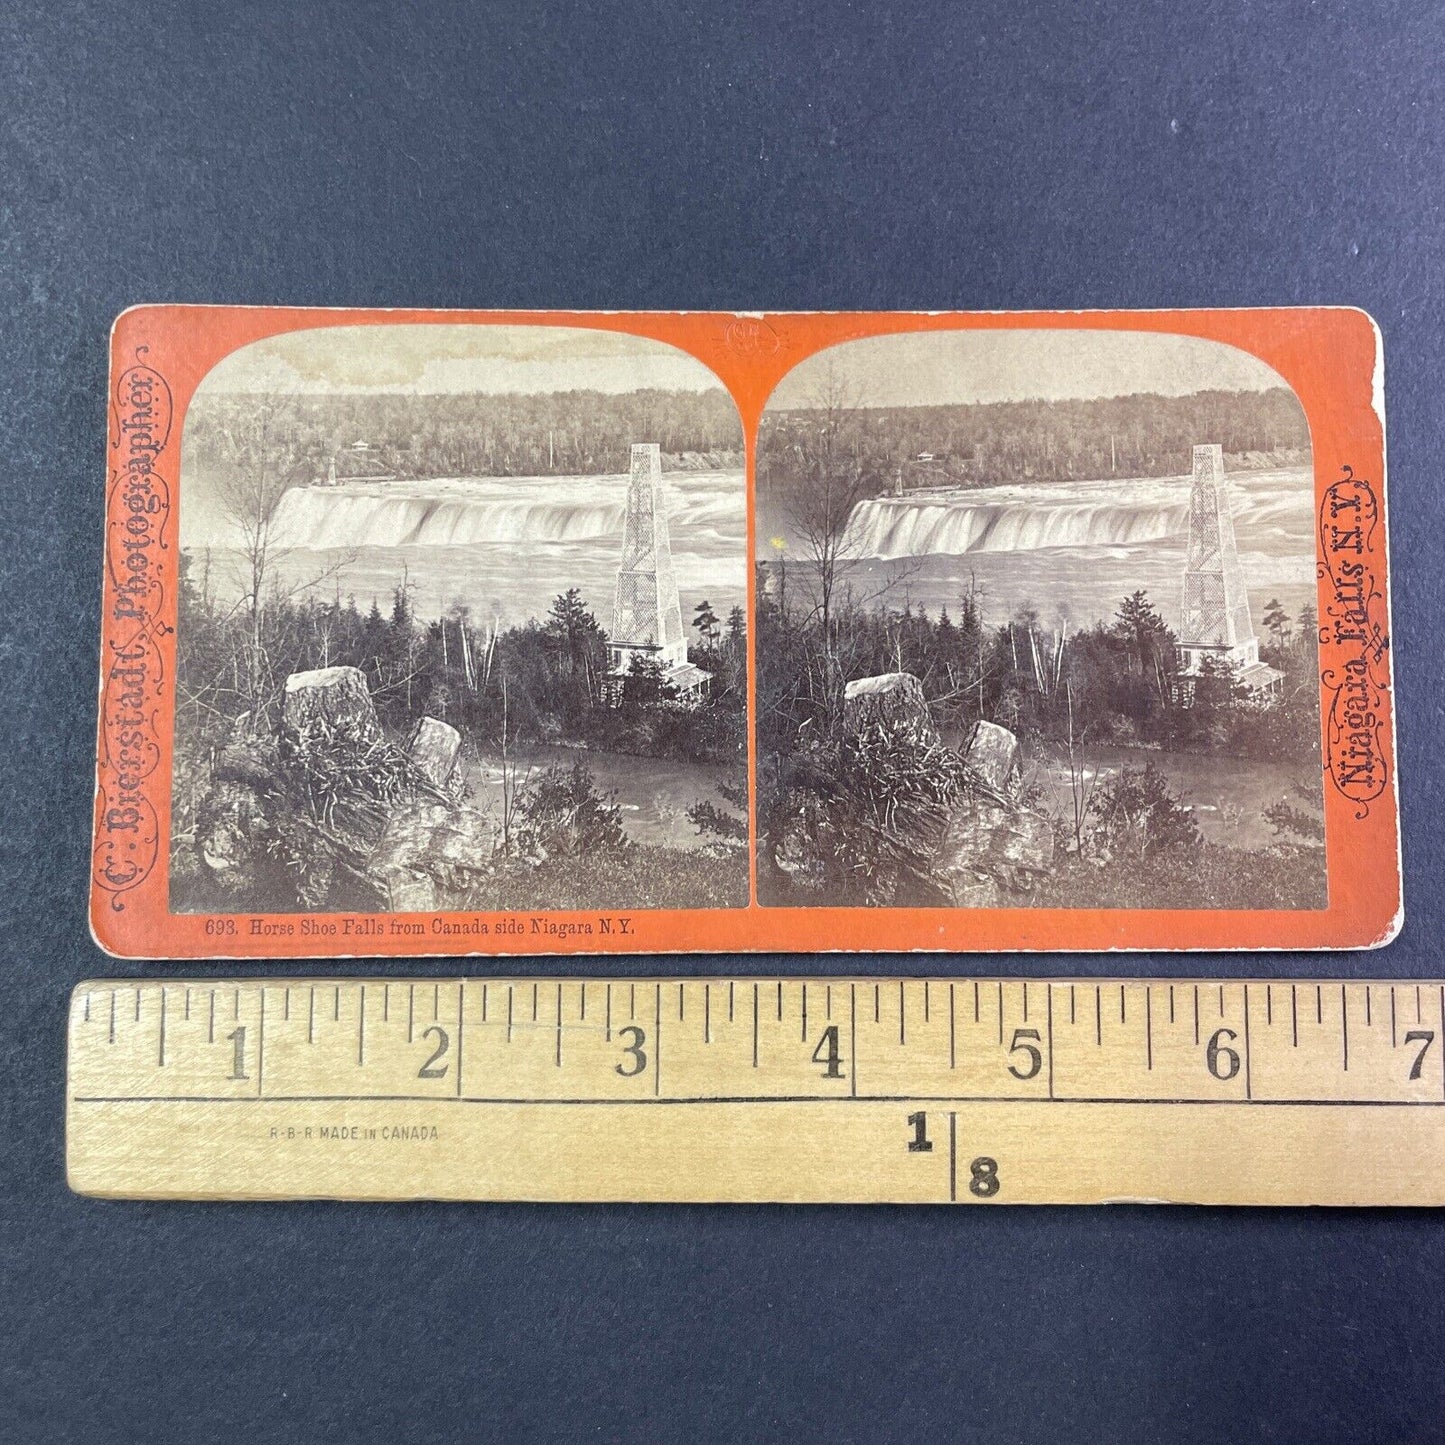 C. Bierstadt, Photographer
Niagara Falls N.Y.
693. Horse Shoe Falls from Canada side Niagara N.Y.
1 2 3 4 5 6 7
R-B-R MADE IN CANADA
1
8